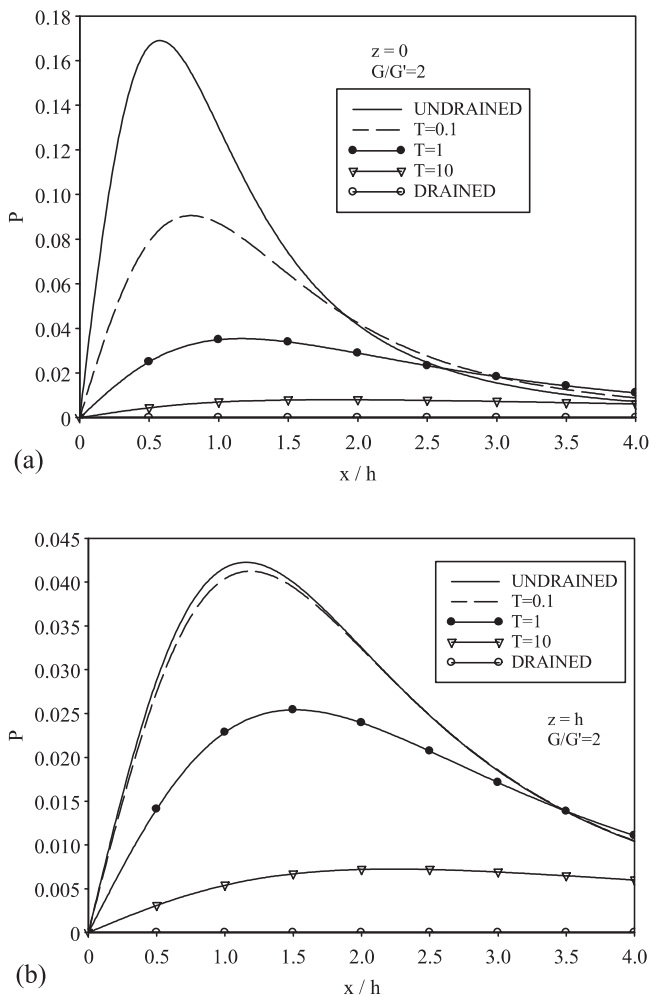 0.18
0.16
0.14
0.12
0.10
0.08
0.06
0.04
0.02
0
P
z = 0
G/G'=2
UNDRAINED
T=0.1
T=1
T=10
DRAINED
0 0.5 1.0 1.5 2.0 2.5 3.0 3.5 4.0
x / h
(a)
0.045
0.040
0.035
0.030
0.025
0.020
0.015
0.010
0.005
0.000
P
UNDRAINED
T=0.1
T=1
T=10
DRAINED
z = h
G/G'=2
0 0.5 1.0 1.5 2.0 2.5 3.0 3.5 4.0
x / h
(b)